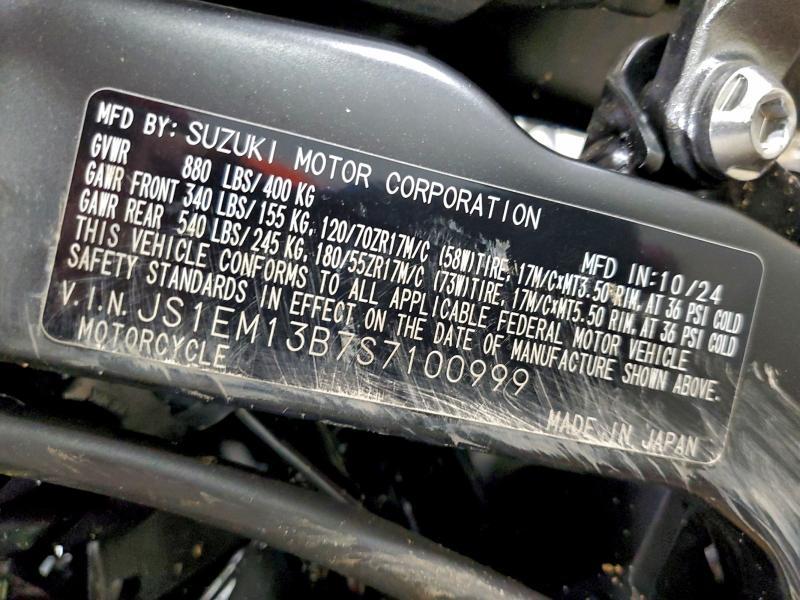 MFD BY: SUZUKI MOTOR CORPORATION
GVWR 880 LBS/400 KG MFD IN:10/24
GAWR FRONT 340 LBS/155 KG, 120/70ZR17M/C (58W)TIRE, 17M/C×MT3.50 RIM, AT 36 PSI COLD
GAWR REAR 540 LBS/245 KG, 180/55ZR17M/C (73W)TIRE, 17M/C×MT5.50 RIM, AT 36 PSI COLD
THIS VEHICLE CONFORMS TO ALL APPLICABLE FEDERAL MOTOR VEHICLE
SAFETY STANDARDS IN EFFECT ON THE DATE OF MANUFACTURE SHOWN ABOVE.
V.I.N. JS1EM13B7S7100999
MOTORCYCLE
MADE IN JAPAN